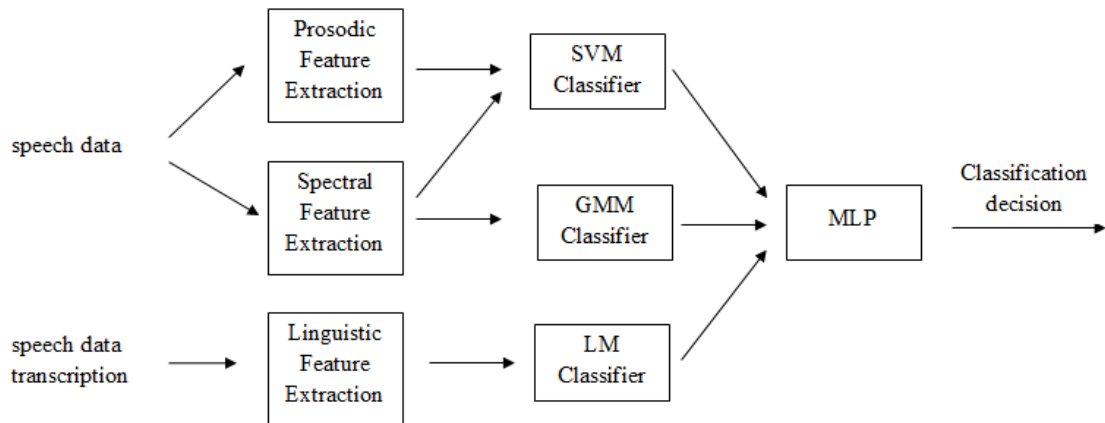 Prosodic
Feature
Extraction
SVM
Classifier
speech data
Spectral
Feature
Extraction
GMM
Classifier
MLP
Classification
decision
speech data
transcription
Linguistic
Feature
Extraction
LM
Classifier